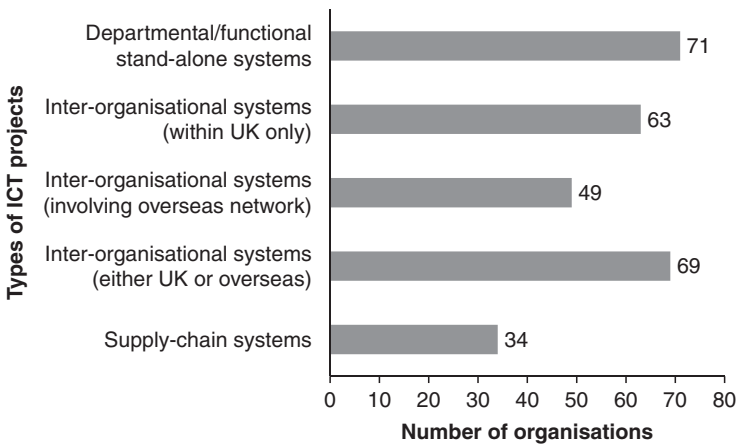 Types of ICT projects
Departmental/functional
stand-alone systems
71
Inter-organisational systems
(within UK only)
63
Inter-organisational systems
(involving overseas network)
49
Inter-organisational systems
(either UK or overseas)
69
Supply-chain systems
34
0 10 20 30 40 50 60 70 80
Number of organisations